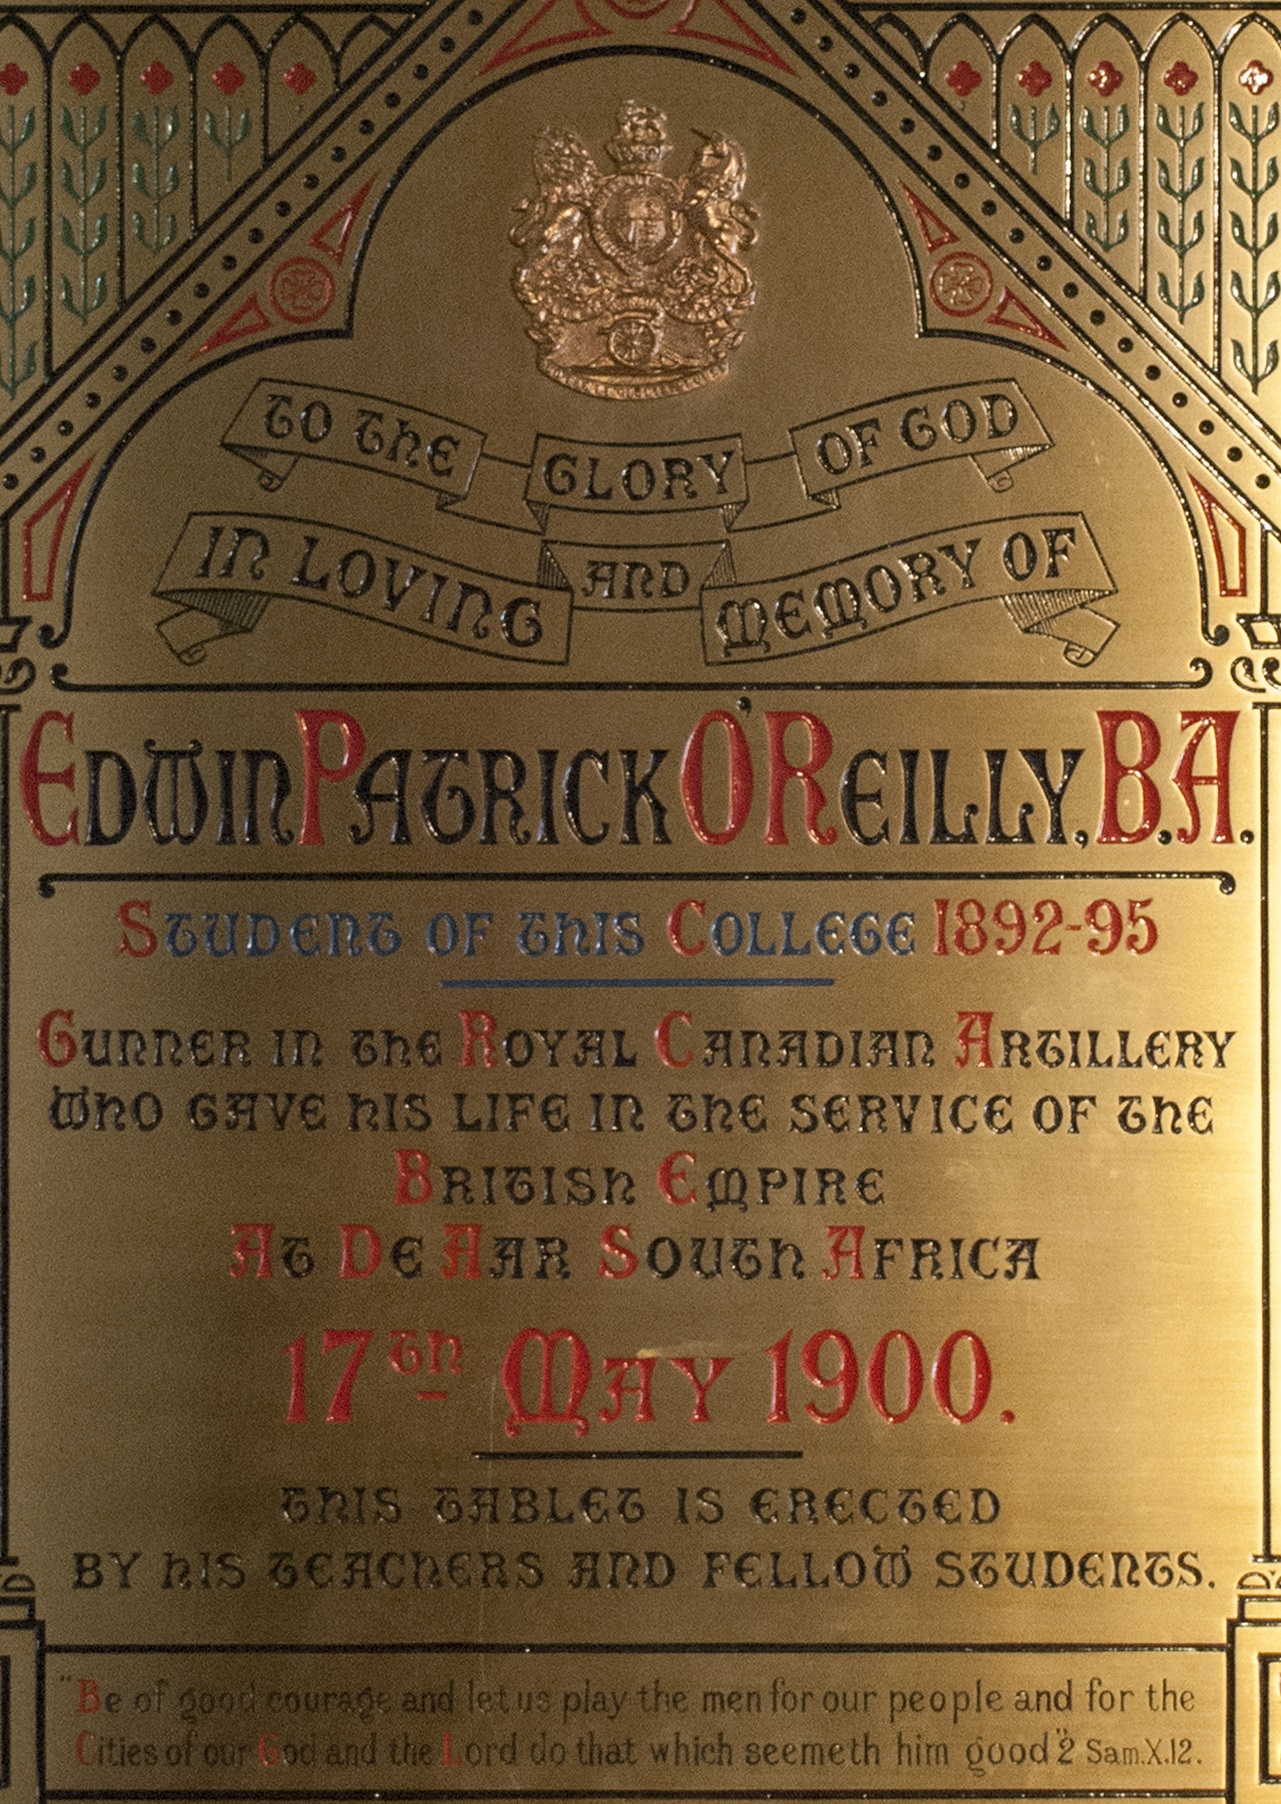 TO THE GLORY OF GOD
IN LOVING AND MEMORY OF
EDWIN PATRICK O'REILLY, B.A.
STUDENT OF THIS COLLEGE 1892-95
GUNNER IN THE ROYAL CANADIAN ARTILLERY
WHO GAVE HIS LIFE IN THE SERVICE OF THE
BRITISH EMPIRE
AT DE AAR SOUTH AFRICA
17th MAY 1900.
THIS TABLET IS ERECTED
BY HIS TEACHERS AND FELLOW STUDENTS.
"Be of good courage and let us play the men for our people and for the
Cities of our God and the Lord do that which seemeth him good" 2 Sam.X.12.